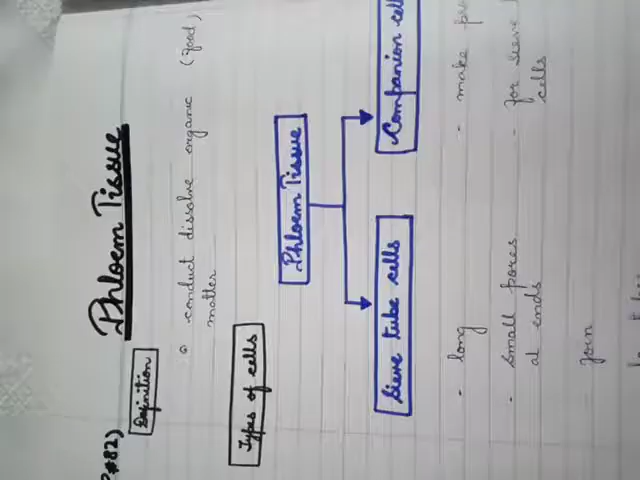 P#82)
Phloem Tissue
Definition
conduct dissolve organic (food)
matter
Types of cells
Phloem Tissue
Sieve tube cells Companion cell
- long - make
- Small pores - for sieve
at ends cells
Join